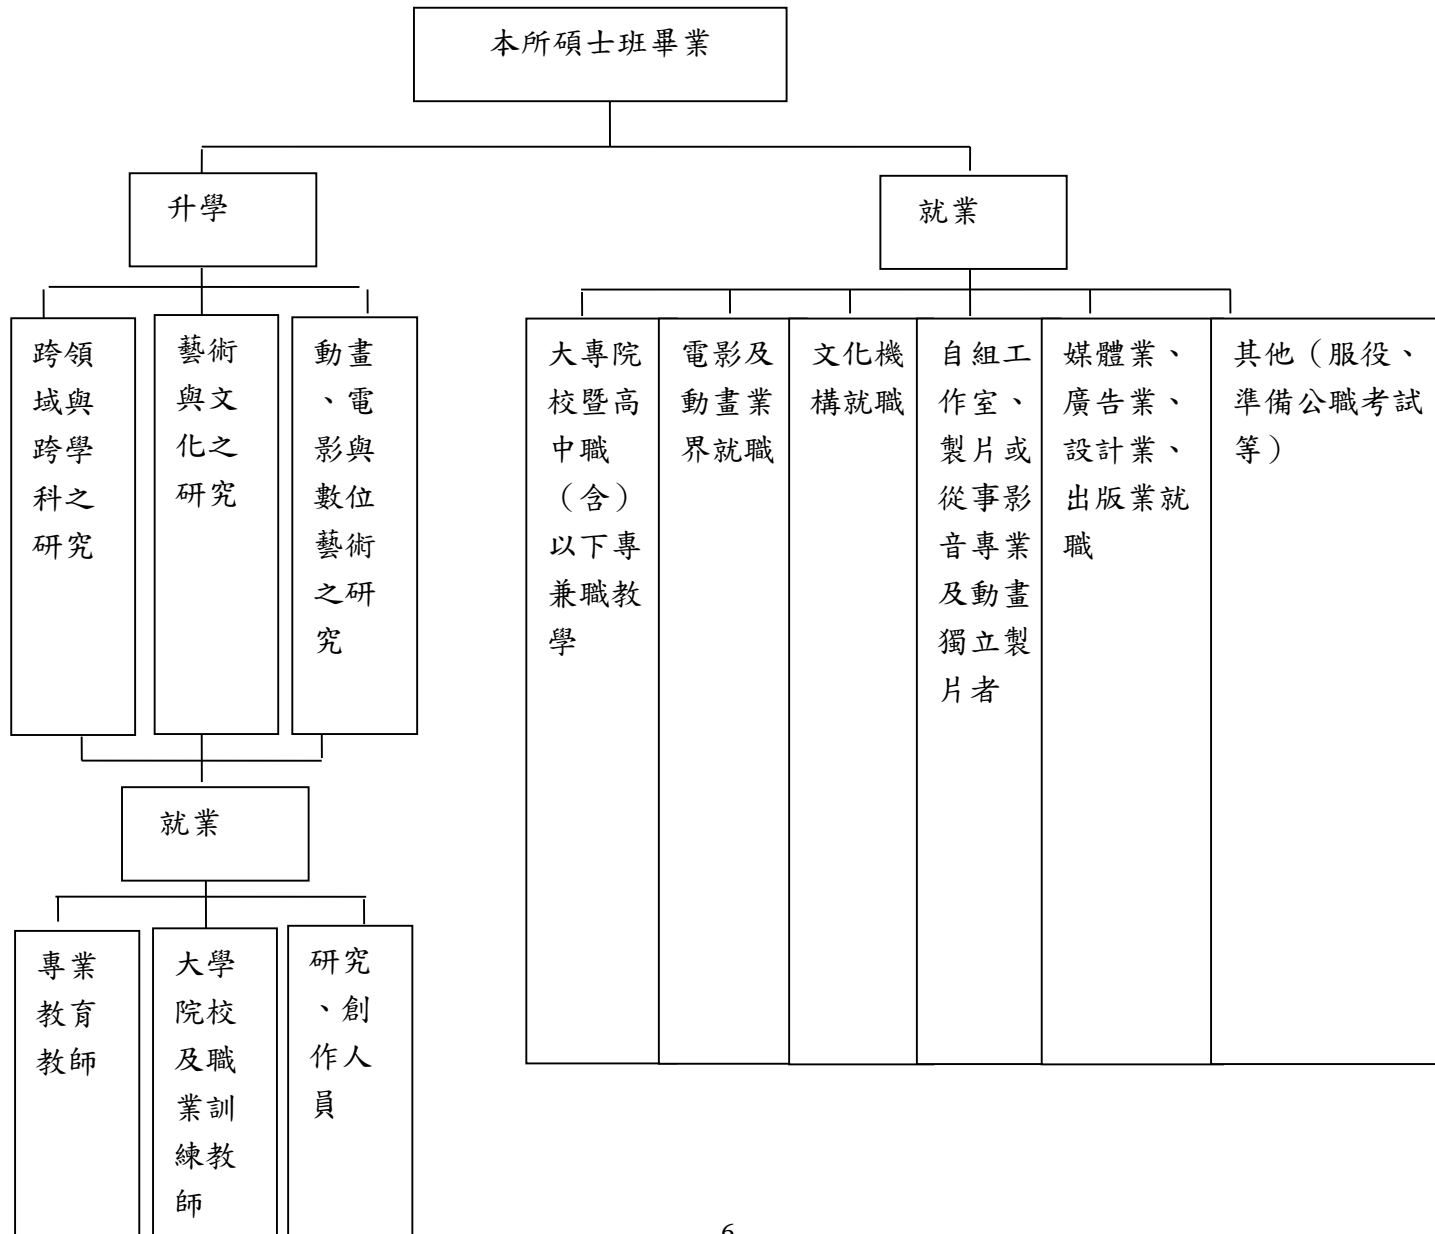 本所碩士班畢業
升學
就業
跨領
域與
跨學
科之
研究
藝術
與文
化之
研究
動畫
、電
影與
數位
藝術
之研
究
大專院
校暨高
中職
（含）
以下專
兼職教
學
電影及
動畫業
界就職
文化機
構就職
自組工
作室、
製片或
從事影
音專業
及動畫
獨立製
片者
媒體業、
廣告業、
設計業、
出版業就
職
其他（服役、
準備公職考試
等）
就業
專業
教育
教師
大學
院校
及職
業訓
練教
師
研究
、創
作人
員
6